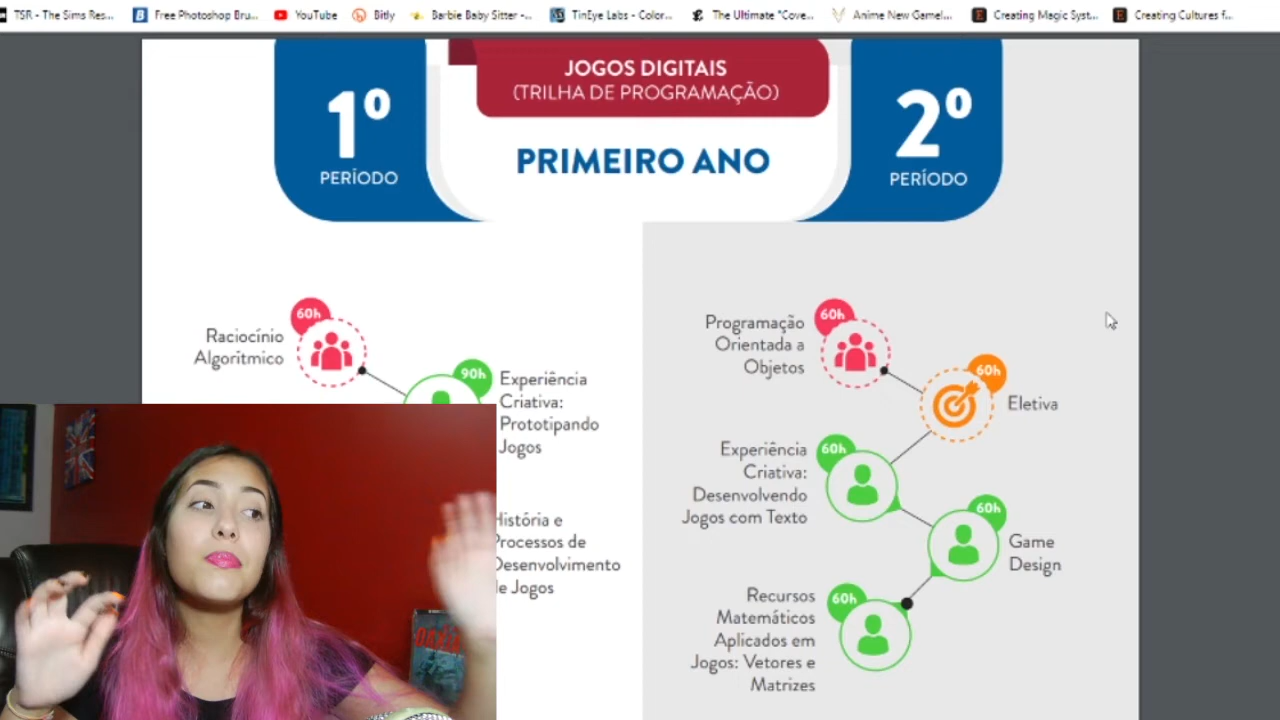 TSR - The Sims Res...
Free Photoshop Bru...
YouTube
Bitly
Barbie Baby Sitter -...
TinEye Labs - Color...
The Ultimate "Cove...
Anime New Gamel...
Creating Magic Syst...
Creating Cultures f...
JOGOS DIGITAIS
(TRILHA DE PROGRAMAÇÃO)
PRIMEIRO ANO
1º
PERÍODO
2º
PERÍODO
60h
Raciocínio
Algorítmico
90h
Experiência
Criativa:
Prototipando
Jogos
História e
Processos de
Desenvolvimento
de Jogos
60h
Programação
Orientada a
Objetos
60h
Eletiva
60h
Experiência
Criativa:
Desenvolvendo
Jogos com Texto
60h
Game
Design
60h
Recursos
Matemáticos
Aplicados em
Jogos: Vetores e
Matrizes